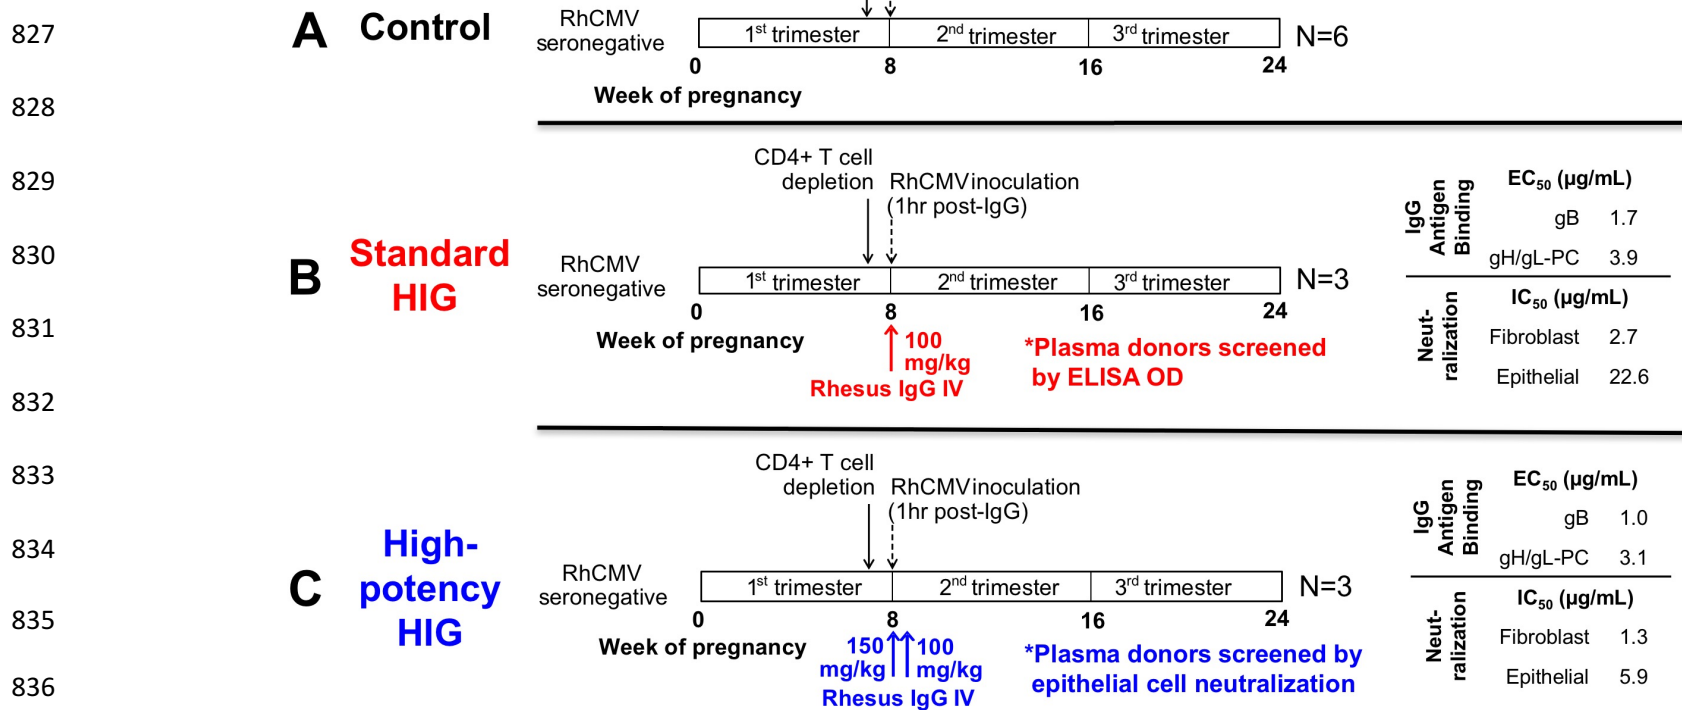 827
A Control
RhCMV
seronegative
1st trimester 2nd trimester 3rd trimester N=6
0 8 16 24
Week of pregnancy
828
829
CD4+ T cell
depletion
RhCMVinoculation
(1hr post-IgG)
830
B
Standard
HIG
RhCMV
seronegative
1st trimester 2nd trimester 3rd trimester N=3
0 8 16 24
831
Week of pregnancy
100
mg/kg
Rhesus IgG IV
*Plasma donors screened
by ELISA OD
IgG
Antigen
Binding
EC50 (µg/mL)
gB 1.7
gH/gL-PC 3.9
Neut-
ralization
IC50 (µg/mL)
Fibroblast 2.7
Epithelial 22.6
832
833
CD4+ T cell
depletion
RhCMVinoculation
(1hr post-IgG)
834
C
High-
potency
HIG
RhCMV
seronegative
1st trimester 2nd trimester 3rd trimester N=3
0 8 16 24
835
Week of pregnancy
150
mg/kg
100
mg/kg
Rhesus IgG IV
*Plasma donors screened by
epithelial cell neutralization
IgG
Antigen
Binding
EC50 (µg/mL)
gB 1.0
gH/gL-PC 3.1
Neut-
ralization
IC50 (µg/mL)
Fibroblast 1.3
Epithelial 5.9
836